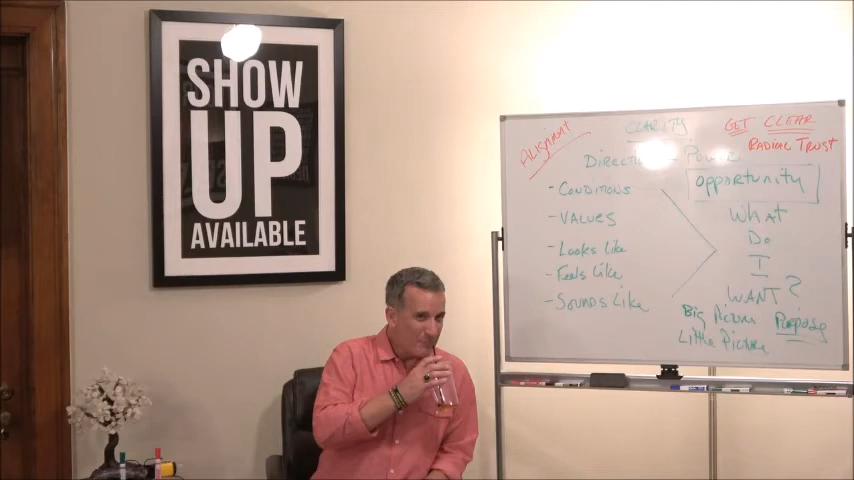 SHOW
UP
AVAILABLE
ALIGNMENT
CLARITY
GET CLEAR
RADICAL TRUST
POWER
Opportunity
- CONDITIONS
- VALUES
- Looks Like
- Feels Like
- SOUNDS LIKE
WHAT
Do
I
WANT?
Big Picture Purpose
Little Picture